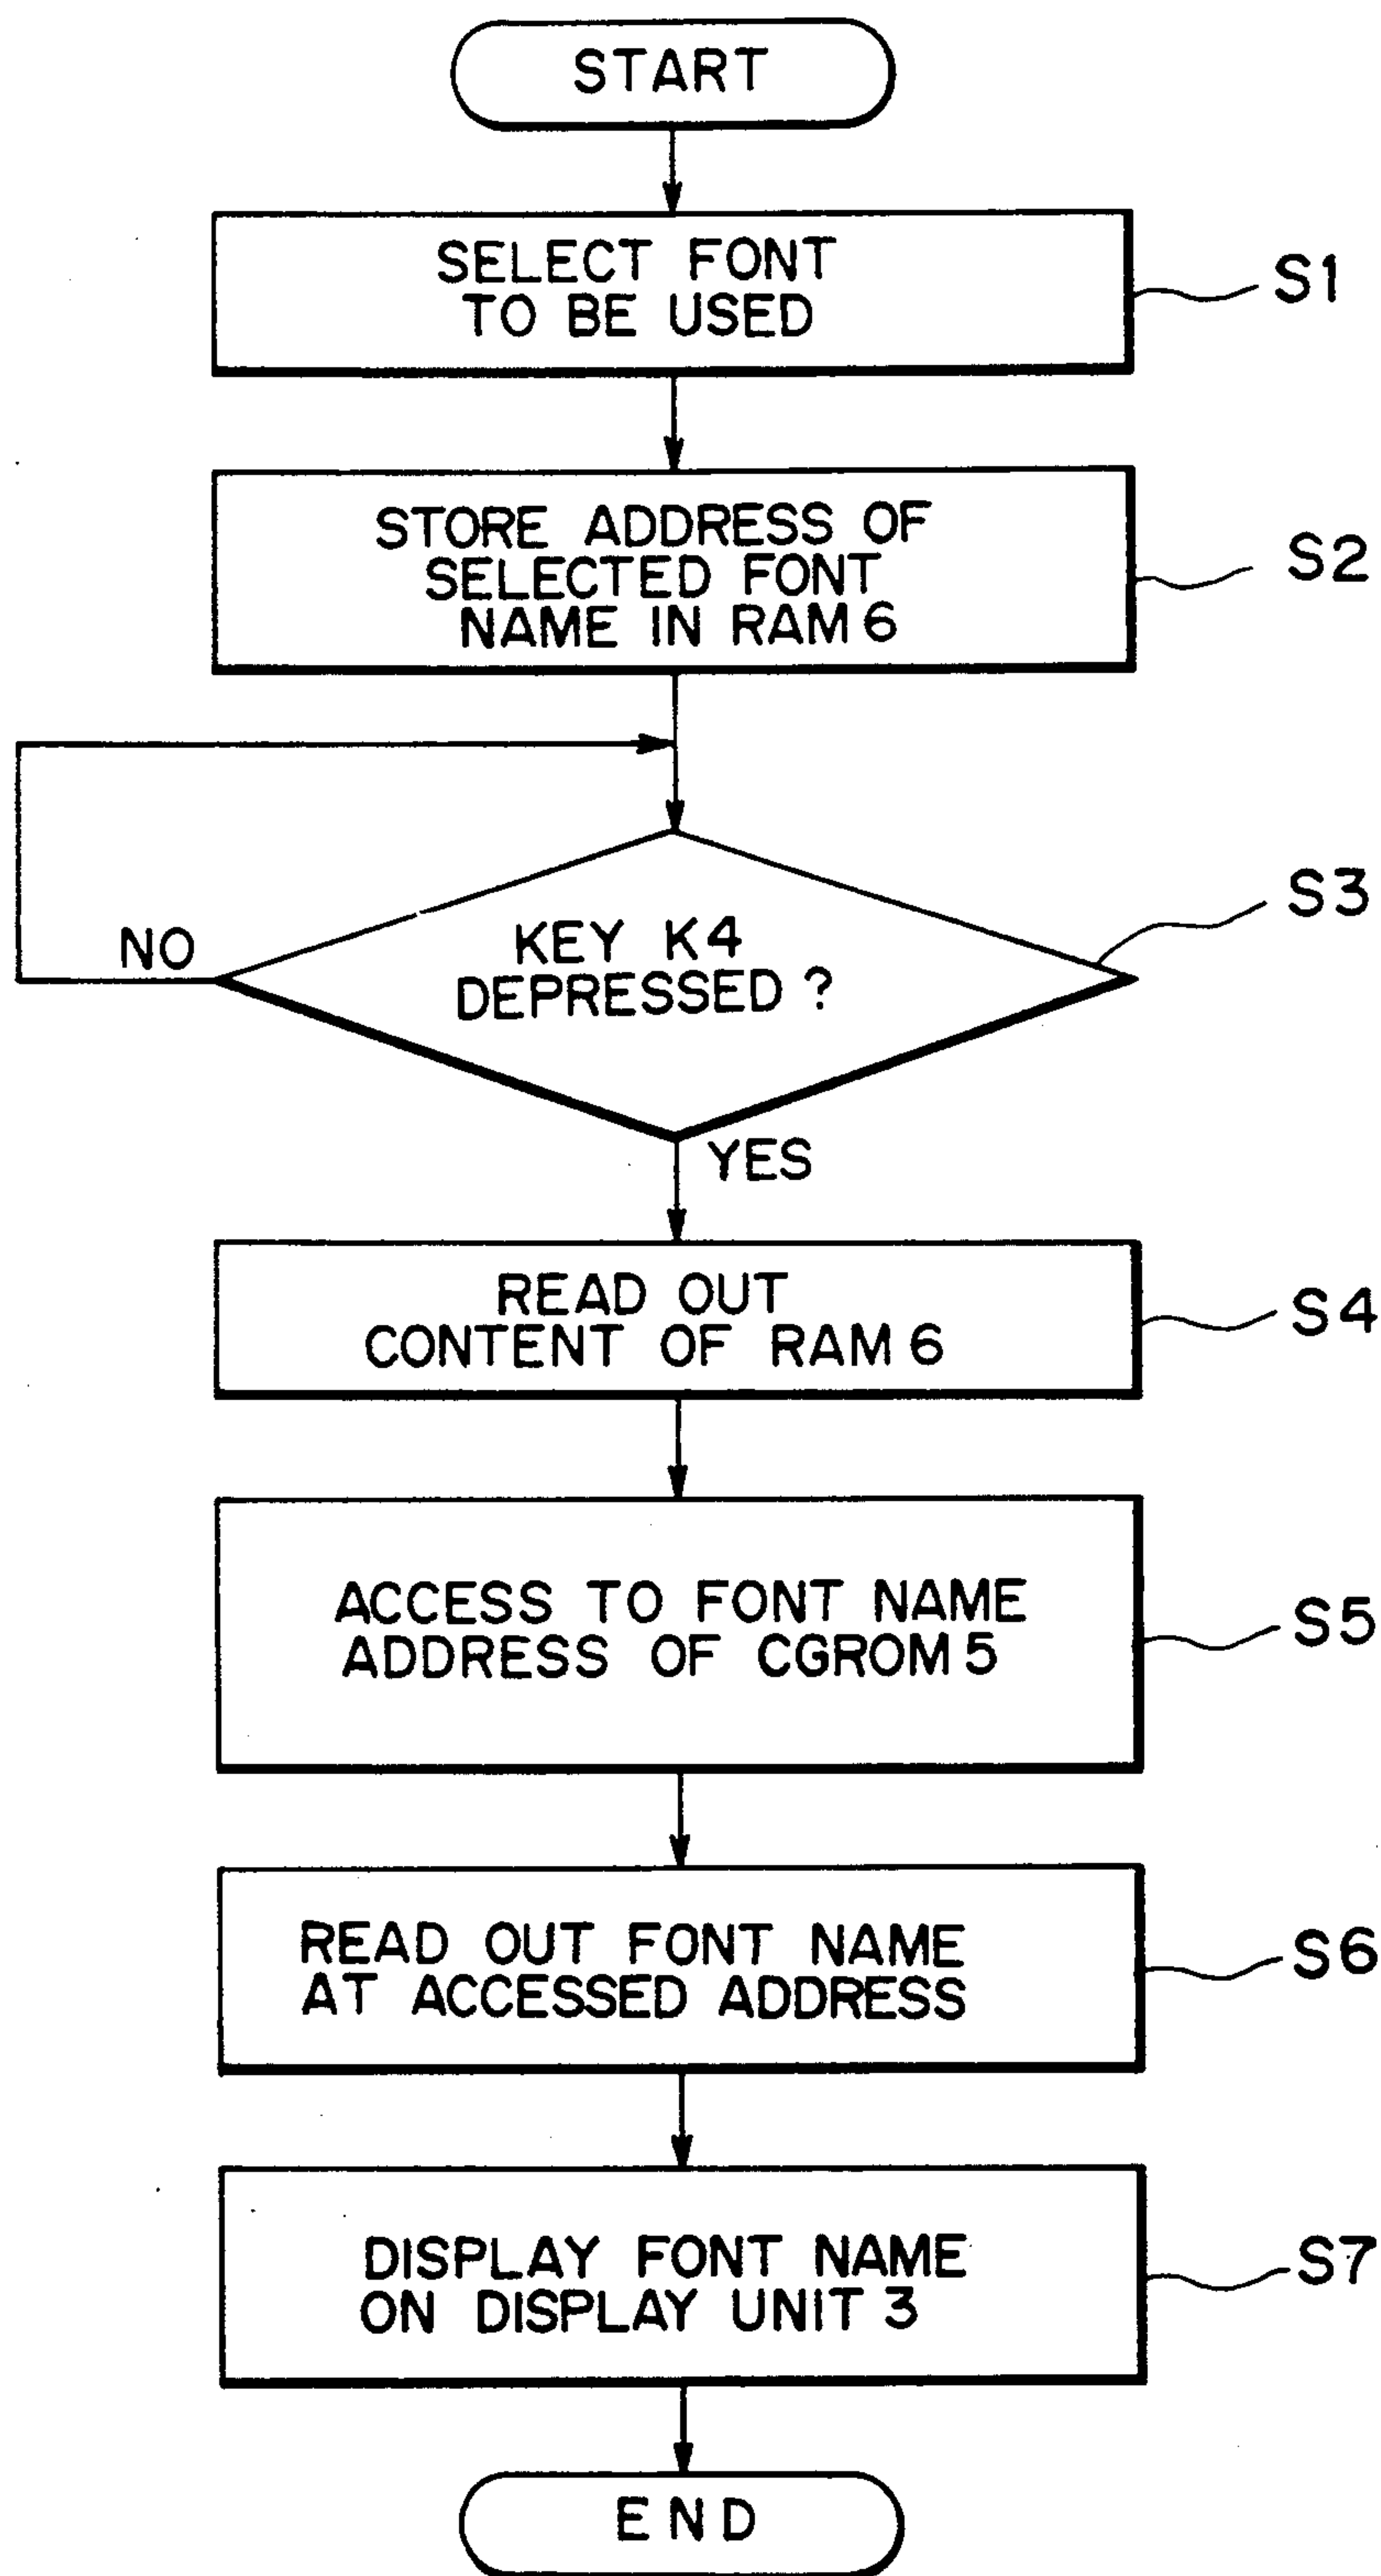 START
SELECT FONT
TO BE USED
S1
STORE ADDRESS OF
SELECTED FONT
NAME IN RAM 6
S2
KEY K4
DEPRESSED ?
S3
NO
YES
READ OUT
CONTENT OF RAM 6
S4
ACCESS TO FONT NAME
ADDRESS OF CGROM 5
S5
READ OUT FONT NAME
AT ACCESSED ADDRESS
S6
DISPLAY FONT NAME
ON DISPLAY UNIT 3
S7
END